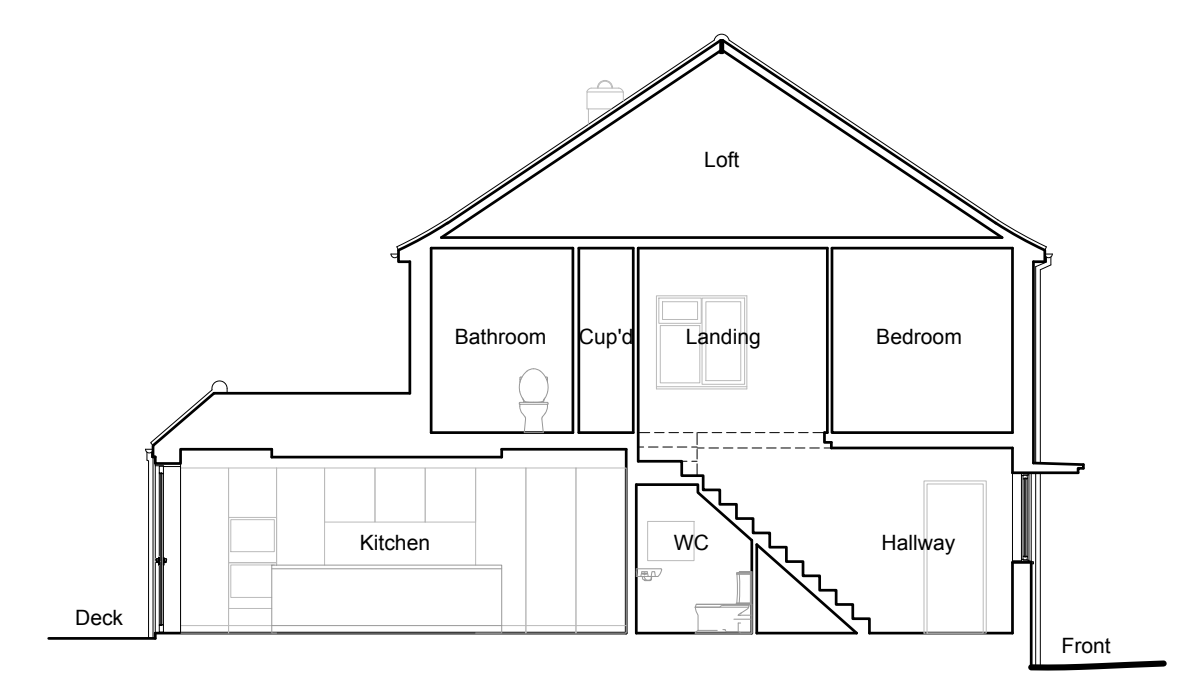 Loft
Bathroom
Cup'd
Landing
Bedroom
Kitchen
WC
Hallway
Deck
Front